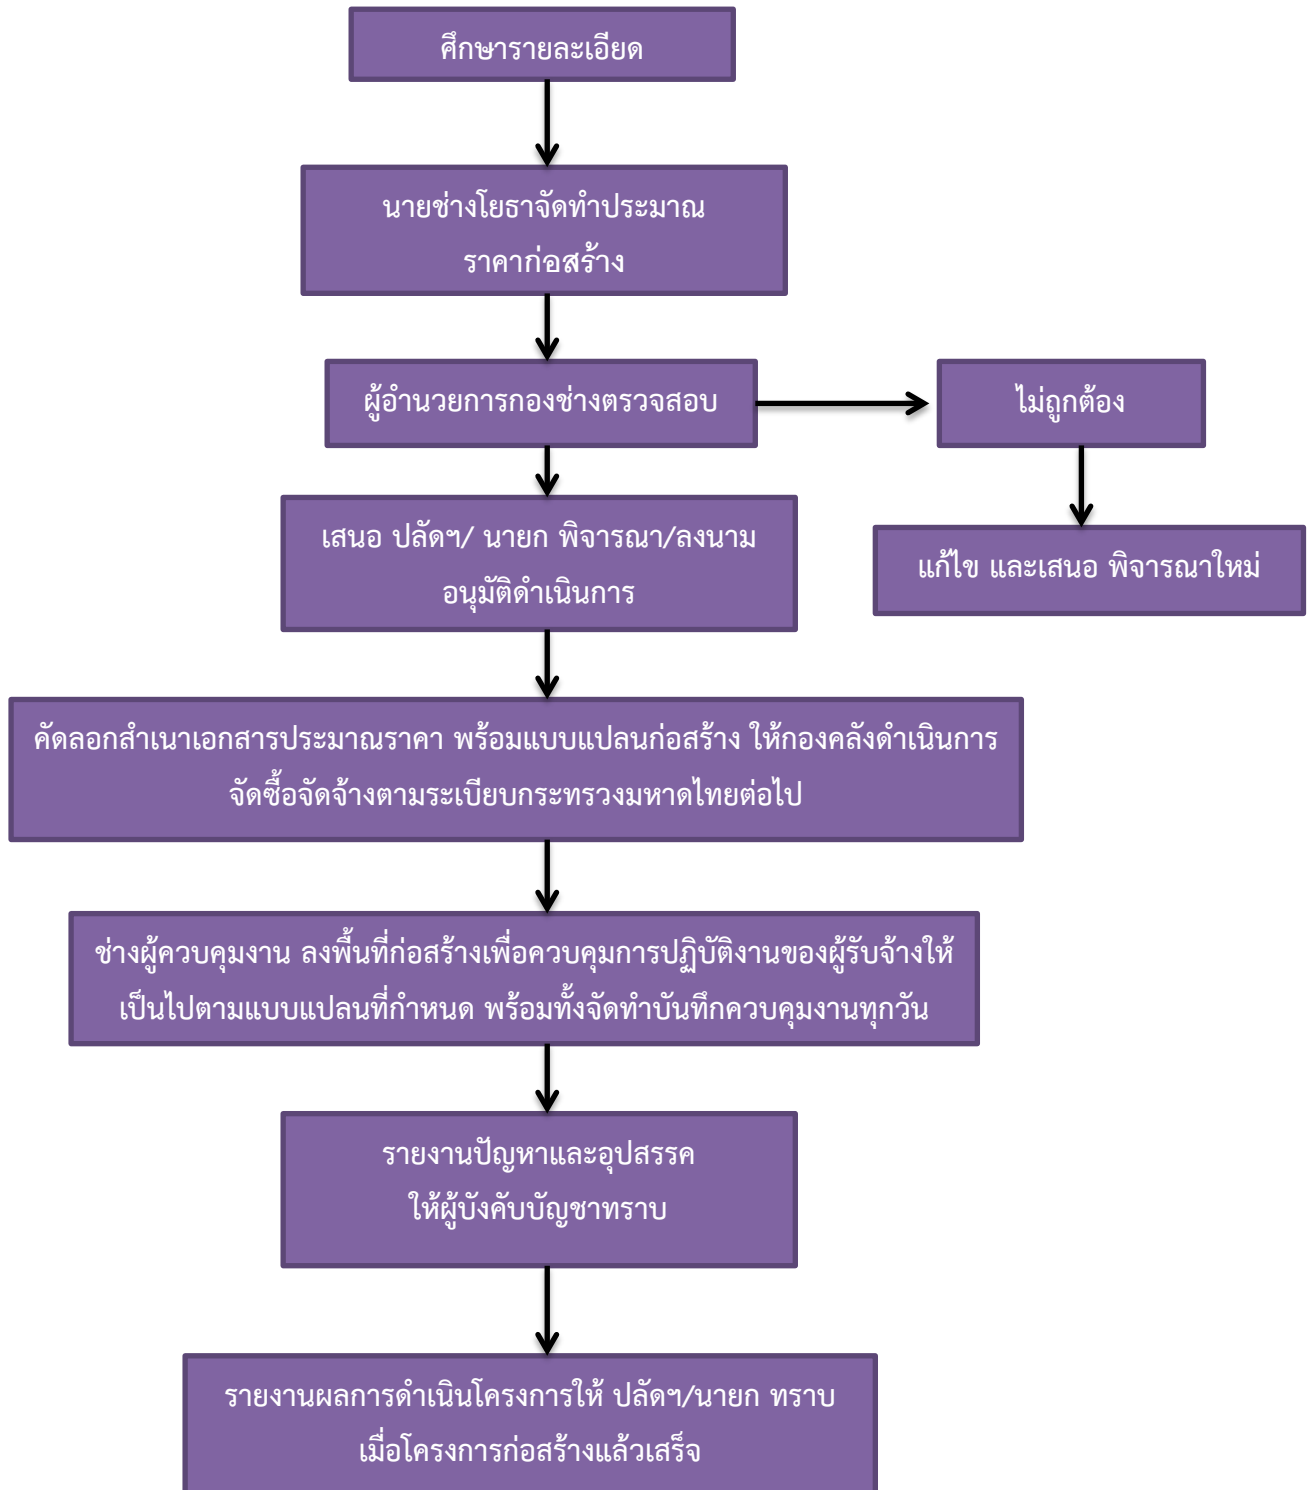 ศึกษารายละเอียด
นายช่างโยธาจัดทำประมาณ
ราคาก่อสร้าง
ผู้อำนวยการกองช่างตรวจสอบ
ไม่ถูกต้อง
เสนอ ปลัดฯ/ นายก พิจารณา/ลงนาม
อนุมัติดำเนินการ
แก้ไข และเสนอ พิจารณาใหม่
คัดลอกสำเนาเอกสารประมาณราคา พร้อมแบบแปลนก่อสร้าง ให้กองคลังดำเนินการ
จัดซื้อจัดจ้างตามระเบียบกระทรวงมหาดไทยต่อไป
ช่างผู้ควบคุมงาน ลงพื้นที่ก่อสร้างเพื่อควบคุมการปฏิบัติงานของผู้รับจ้างให้
เป็นไปตามแบบแปลนที่กำหนด พร้อมทั้งจัดทำบันทึกควบคุมงานทุกวัน
รายงานปัญหาและอุปสรรค
ให้ผู้บังคับบัญชาทราบ
รายงานผลการดำเนินโครงการให้ ปลัดฯ/นายก ทราบ
เมื่อโครงการก่อสร้างแล้วเสร็จ